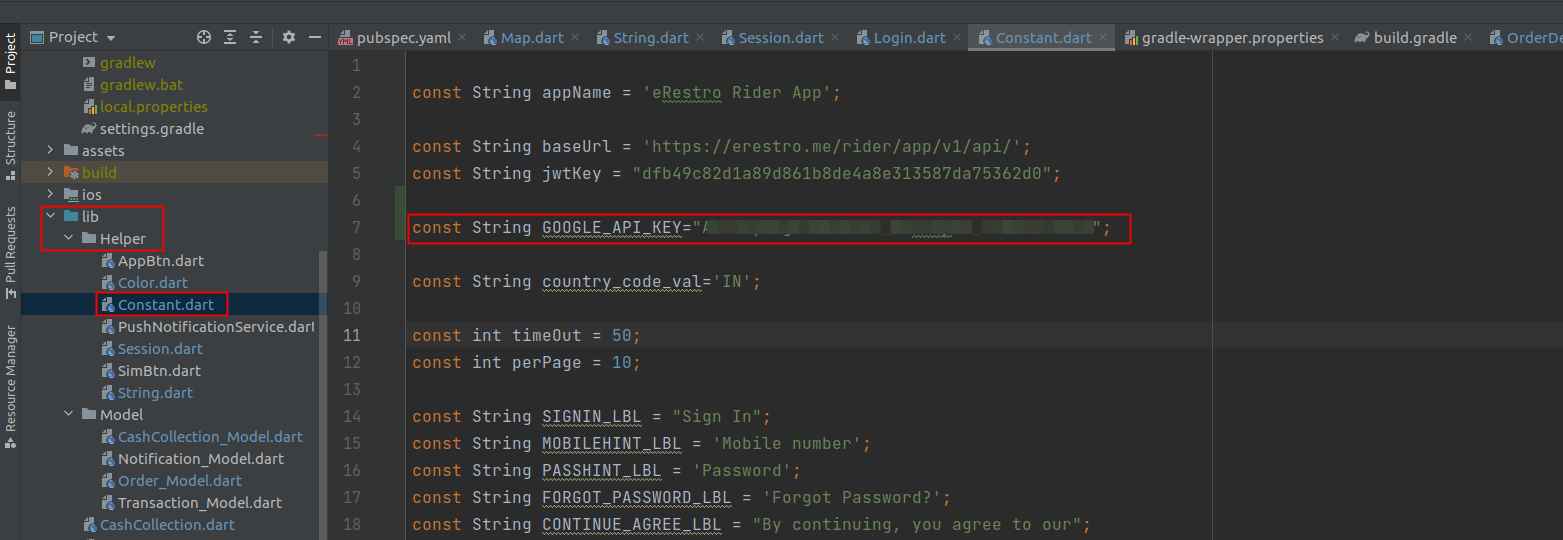 Project
Structure
Pull Requests
Resource Manager
Project
gradlew
gradlew.bat
local.properties
settings.gradle
assets
build
ios
lib
Helper
AppBtn.dart
Color.dart
Constant.dart
PushNotificationService.dart
Session.dart
SimBtn.dart
String.dart
Model
CashCollection_Model.dart
Notification_Model.dart
Order_Model.dart
Transaction_Model.dart
CashCollection.dart
pubspec.yaml Map.dart String.dart Session.dart Login.dart Constant.dart gradle-wrapper.properties build.gradle OrderDe
1
2 const String appName = 'eRestro Rider App';
3
4 const String baseUrl = 'https://erestro.me/rider/app/v1/api/';
5 const String jwtKey = "dfb49c82d1a89d861b8de4a8e313587da75362d0";
6
7 const String GOOGLE_API_KEY="A";
8
9 const String country_code_val='IN';
10
11 const int timeOut = 50;
12 const int perPage = 10;
13
14 const String SIGNIN_LBL = "Sign In";
15 const String MOBILEHINT_LBL = 'Mobile number';
16 const String PASSHINT_LBL = 'Password';
17 const String FORGOT_PASSWORD_LBL = 'Forgot Password?';
18 const String CONTINUE_AGREE_LBL = "By continuing, you agree to our";